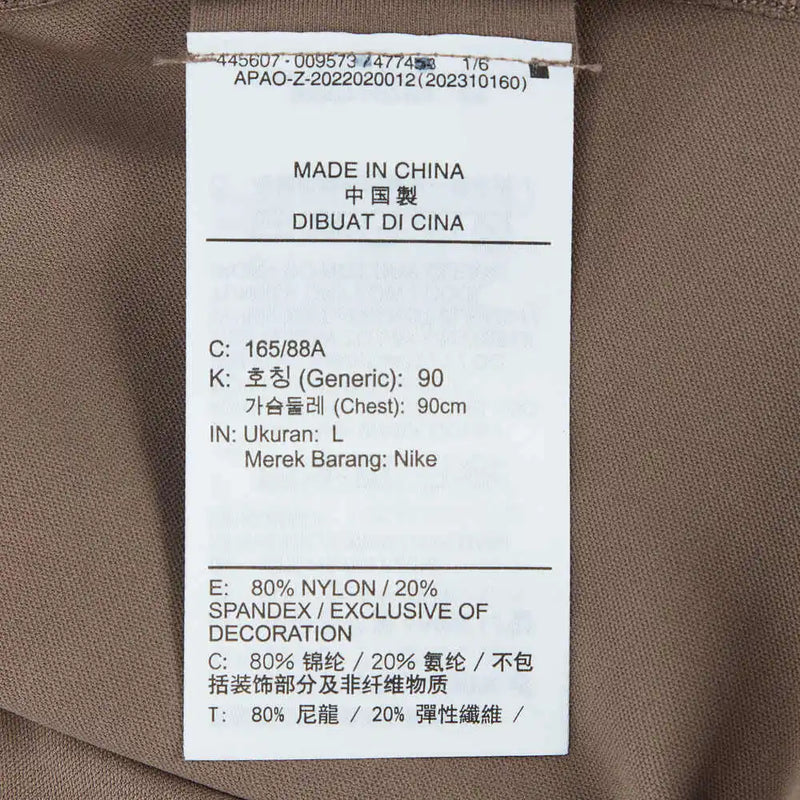 445607 - 009573 / 47745 1/6
APAO-Z-2022020012(202310160)
MADE IN CHINA
中国製
DIBUAT DI CINA
C: 165/88A
K: 호칭 (Generic): 90
가슴둘레 (Chest): 90cm
IN: Ukuran: L
Merek Barang: Nike
E: 80% NYLON / 20%
SPANDEX / EXCLUSIVE OF
DECORATION
C: 80% 锦纶 / 20% 氨纶 / 不包
括装饰部分及非纤维物质
T: 80% 尼龍 / 20% 彈性纖維 /